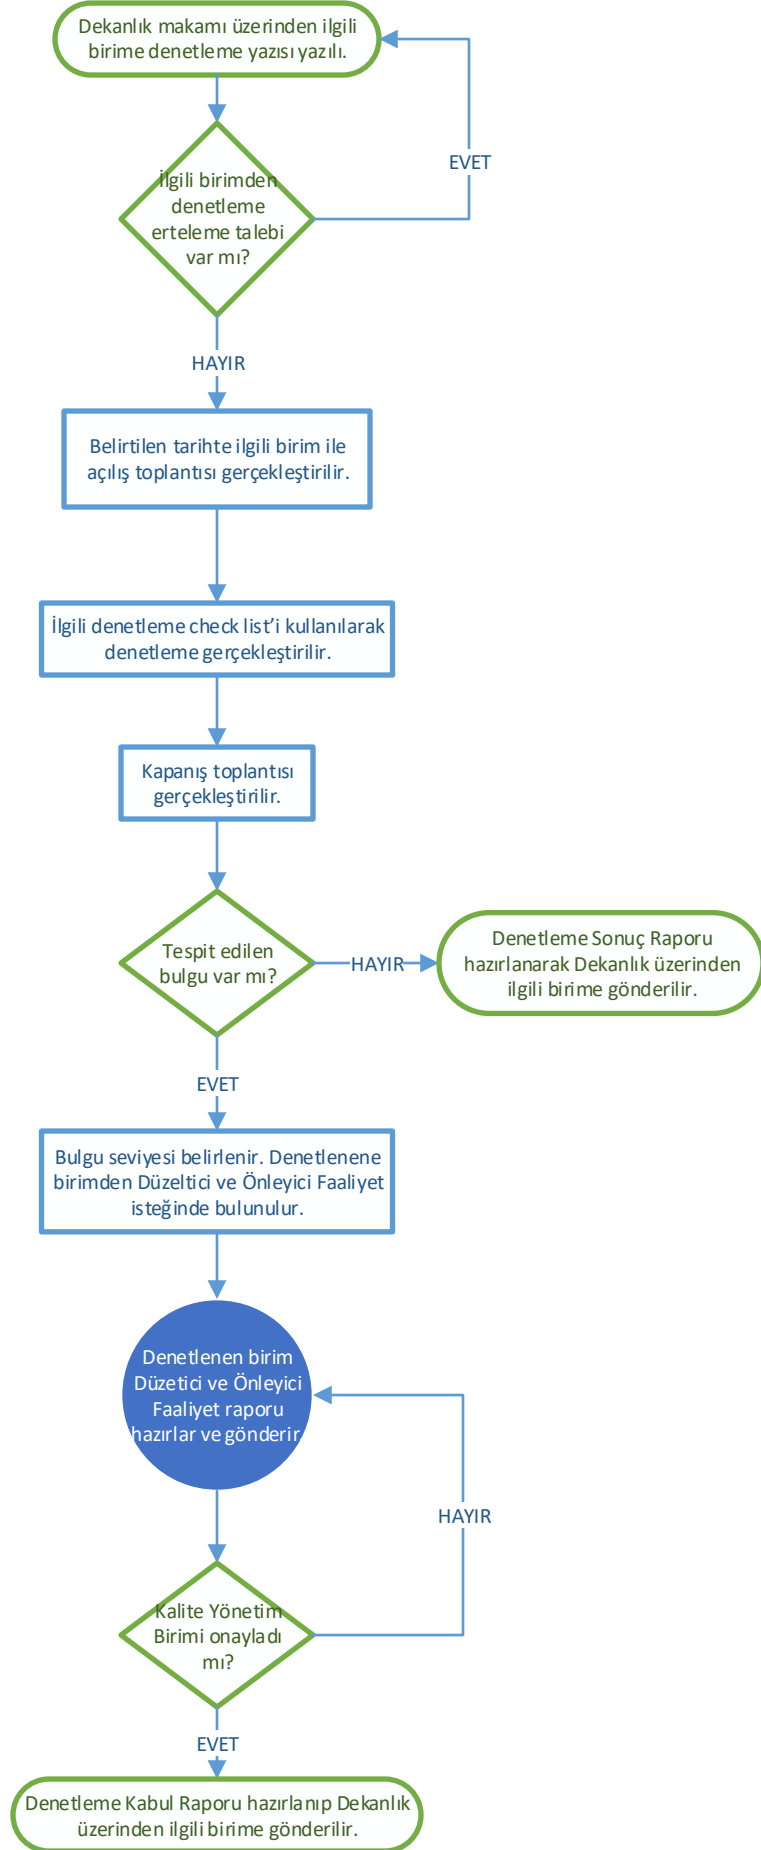 Dekanlık makamı üzerinden ilgili
birime denetleme yazısı yazılı.
EVET
İlgili birimden
denetleme
erteleme talebi
var mı?
HAYIR
Belirtilen tarihte ilgili birim ile
açılış toplantısı gerçekleştirilir.
İlgili denetleme check list’i kullanılarak
denetleme gerçekleştirilir.
Kapanış toplantısı
gerçekleştirilir.
Tespit edilen
bulgu var mı?
HAYIR
Denetleme Sonuç Raporu
hazırlanarak Dekanlık üzerinden
ilgili birime gönderilir.
EVET
Bulgu seviyesi belirlenir. Denetlenene
birimden Düzeltici ve Önleyici Faaliyet
isteğinde bulunulur.
Denetlenen birim
Düzetici ve Önleyici
Faaliyet raporu
hazırlar ve gönderir.
HAYIR
Kalite Yönetim
Birimi onayladı
mı?
EVET
Denetleme Kabul Raporu hazırlanıp Dekanlık
üzerinden ilgili birime gönderilir.